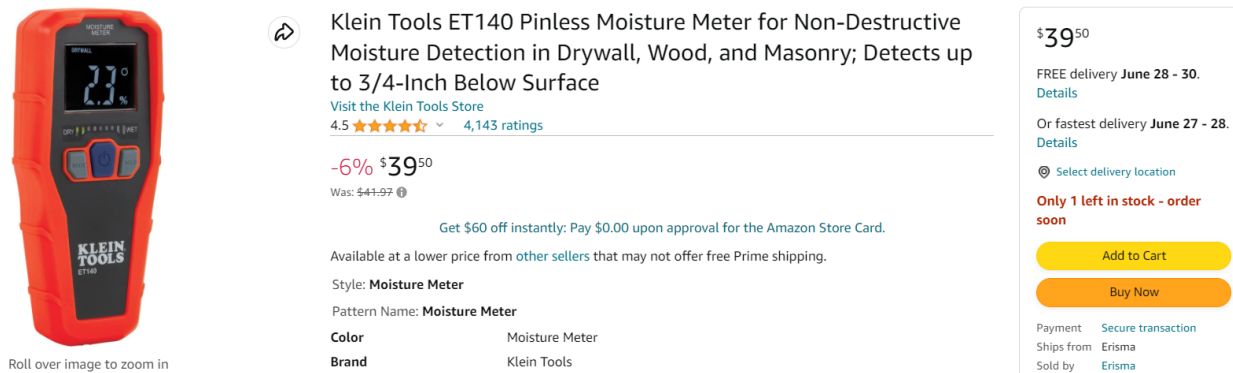 MOISTURE
METER
DRYWALL
2.3
%
DRY
WET
KLEIN
TOOLS
ET140
Roll over image to zoom in
Klein Tools ET140 Pinless Moisture Meter for Non-Destructive
Moisture Detection in Drywall, Wood, and Masonry; Detects up
to 3/4-Inch Below Surface
Visit the Klein Tools Store
4.5 4,143 ratings
-6% $39 50
Was: $41.97
Get $60 off instantly: Pay $0.00 upon approval for the Amazon Store Card.
Available at a lower price from other sellers that may not offer free Prime shipping.
Style: Moisture Meter
Pattern Name: Moisture Meter
Color Moisture Meter
Brand Klein Tools
$39 50
FREE delivery June 28 - 30.
Details
Or fastest delivery June 27 - 28.
Details
Select delivery location
Only 1 left in stock - order
soon
Add to Cart
Buy Now
Payment Secure transaction
Ships from Erisma
Sold by Erisma